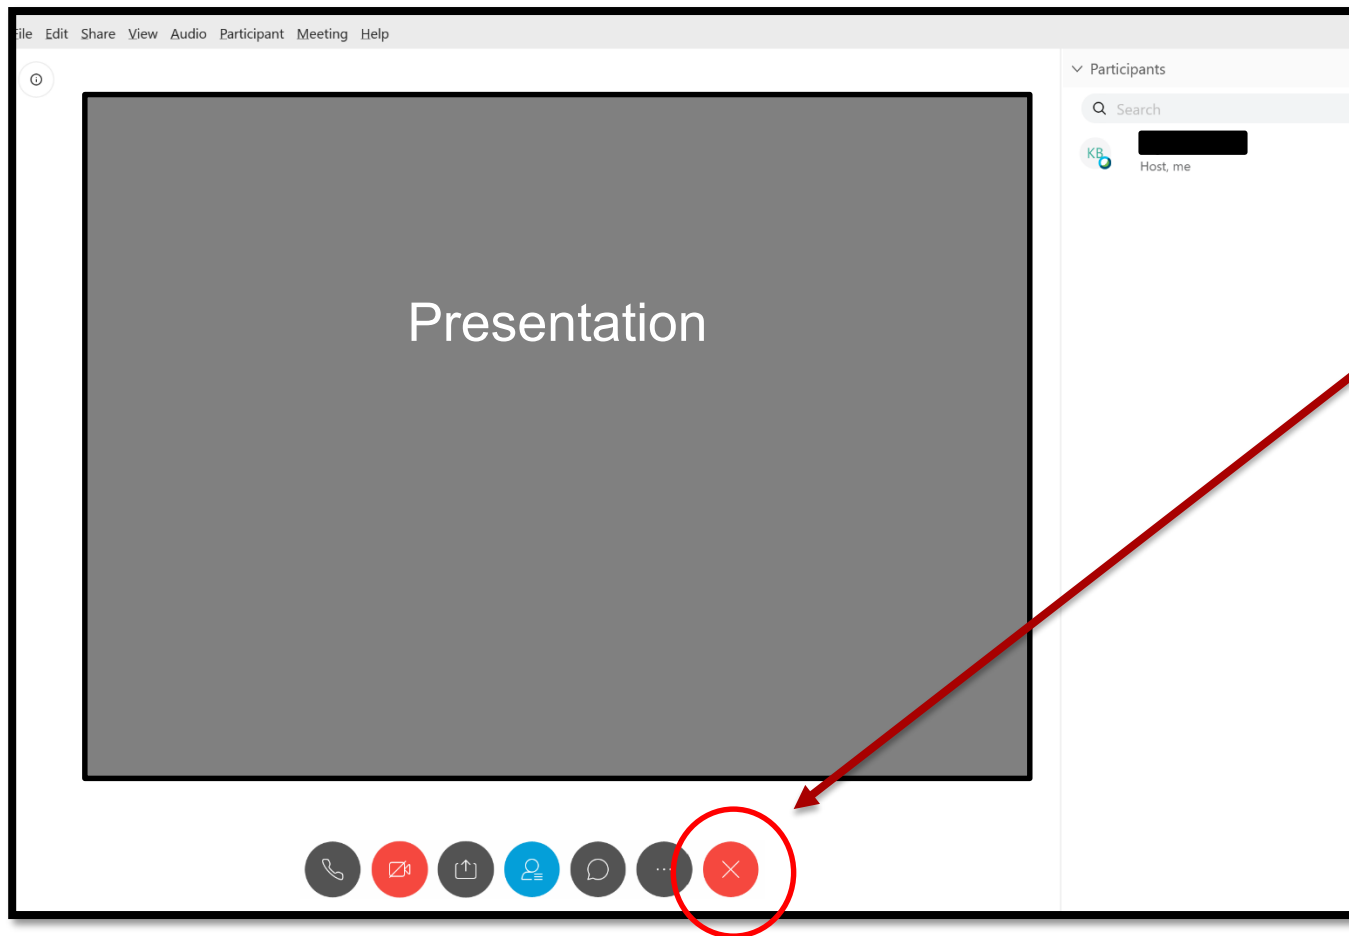 File Edit Share View Audio Participant Meeting Help
Participants
Search
KB
Host, me
Presentation